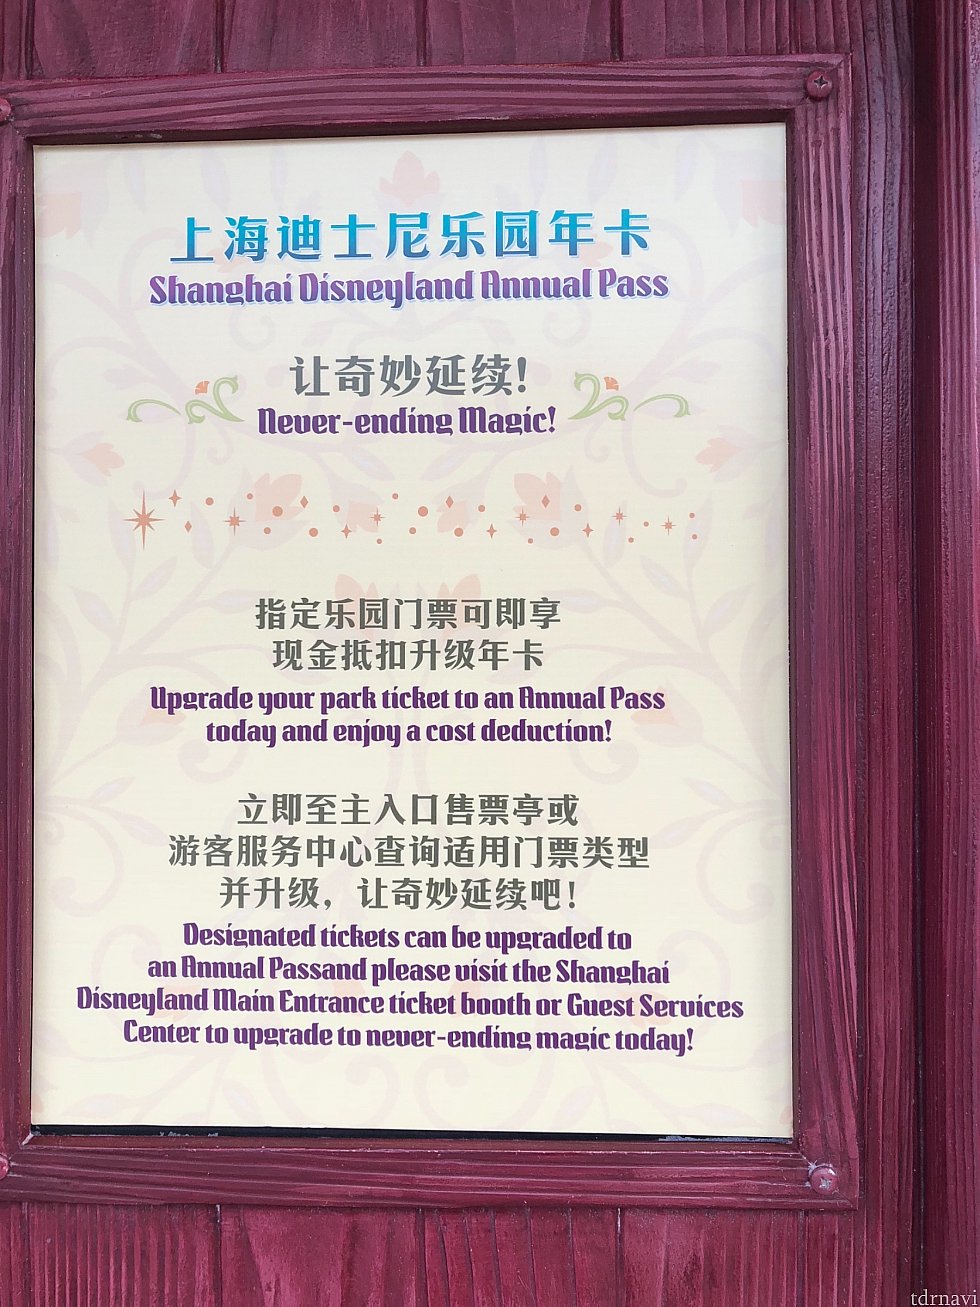 上海迪士尼乐园年卡
Shanghai Disneyland Annual Pass
让奇妙延续!
Never-ending Magic!
指定乐园门票可即享
现金抵扣升级年卡
Upgrade your park ticket to an Annual Pass
today and enjoy a cost deduction!
立即至主入口售票亭或
游客服务中心查询适用门票类型
并升级，让奇妙延续吧！
Designated tickets can be upgraded to
an Annual Passand please visit the Shanghai
Disneyland Main Entrance ticket booth or Guest Services
Center to upgrade to never-ending magic today!
tdrnavi